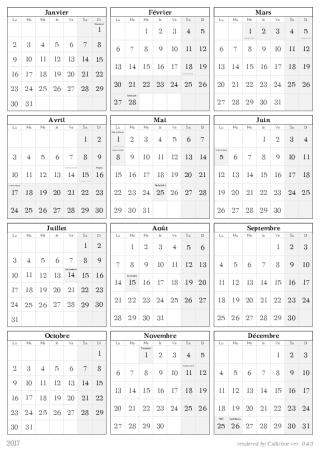 Janvier
Lu Ma Me Je Ve Sa Di
1
2 3 4 5 6 7 8
9 10 11 12 13 14 15
16 17 18 19 20 21 22
23 24 25 26 27 28 29
30 31
Février
Lu Ma Me Je Ve Sa Di
1 2 3 4 5
6 7 8 9 10 11 12
13 14 15 16 17 18 19
20 21 22 23 24 25 26
27 28
Mars
Lu Ma Me Je Ve Sa Di
1 2 3 4 5
6 7 8 9 10 11 12
13 14 15 16 17 18 19
20 21 22 23 24 25 26
27 28 29 30 31
Avril
Lu Ma Me Je Ve Sa Di
1 2
3 4 5 6 7 8 9
10 11 12 13 14 15 16
17 18 19 20 21 22 23
24 25 26 27 28 29 30
Mai
Lu Ma Me Je Ve Sa Di
1 2 3 4 5 6 7
8 9 10 11 12 13 14
15 16 17 18 19 20 21
22 23 24 25 26 27 28
29 30 31
Juin
Lu Ma Me Je Ve Sa Di
1 2 3 4
5 6 7 8 9 10 11
12 13 14 15 16 17 18
19 20 21 22 23 24 25
26 27 28 29 30
Juillet
Lu Ma Me Je Ve Sa Di
1 2
3 4 5 6 7 8 9
10 11 12 13 14 15 16
17 18 19 20 21 22 23
24 25 26 27 28 29 30
31
Août
Lu Ma Me Je Ve Sa Di
1 2 3 4 5 6
7 8 9 10 11 12 13
14 15 16 17 18 19 20
21 22 23 24 25 26 27
28 29 30 31
Septembre
Lu Ma Me Je Ve Sa Di
1 2 3
4 5 6 7 8 9 10
11 12 13 14 15 16 17
18 19 20 21 22 23 24
25 26 27 28 29 30
Octobre
Lu Ma Me Je Ve Sa Di
1
2 3 4 5 6 7 8
9 10 11 12 13 14 15
16 17 18 19 20 21 22
23 24 25 26 27 28 29
30 31
Novembre
Lu Ma Me Je Ve Sa Di
1 2 3 4 5
6 7 8 9 10 11 12
13 14 15 16 17 18 19
20 21 22 23 24 25 26
27 28 29 30
Décembre
Lu Ma Me Je Ve Sa Di
1 2 3
4 5 6 7 8 9 10
11 12 13 14 15 16 17
18 19 20 21 22 23 24
25 26 27 28 29 30 31
2017